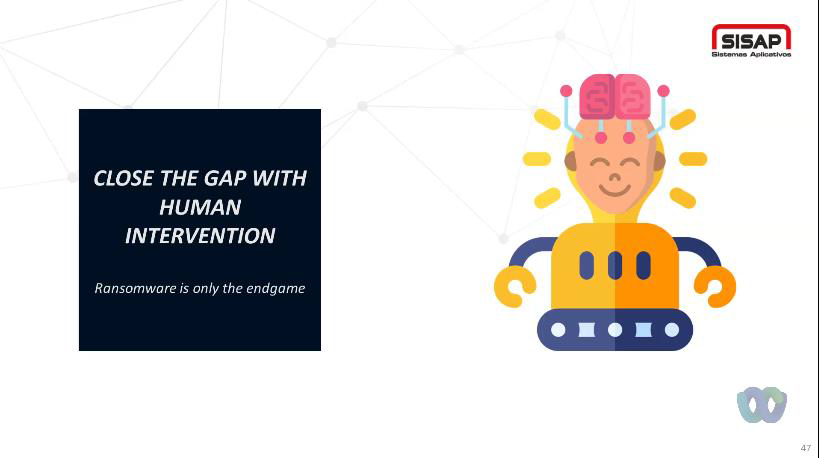 SISAP
Sistemas Aplicativos
CLOSE THE GAP WITH
HUMAN
INTERVENTION
Ransomware is only the endgame
47